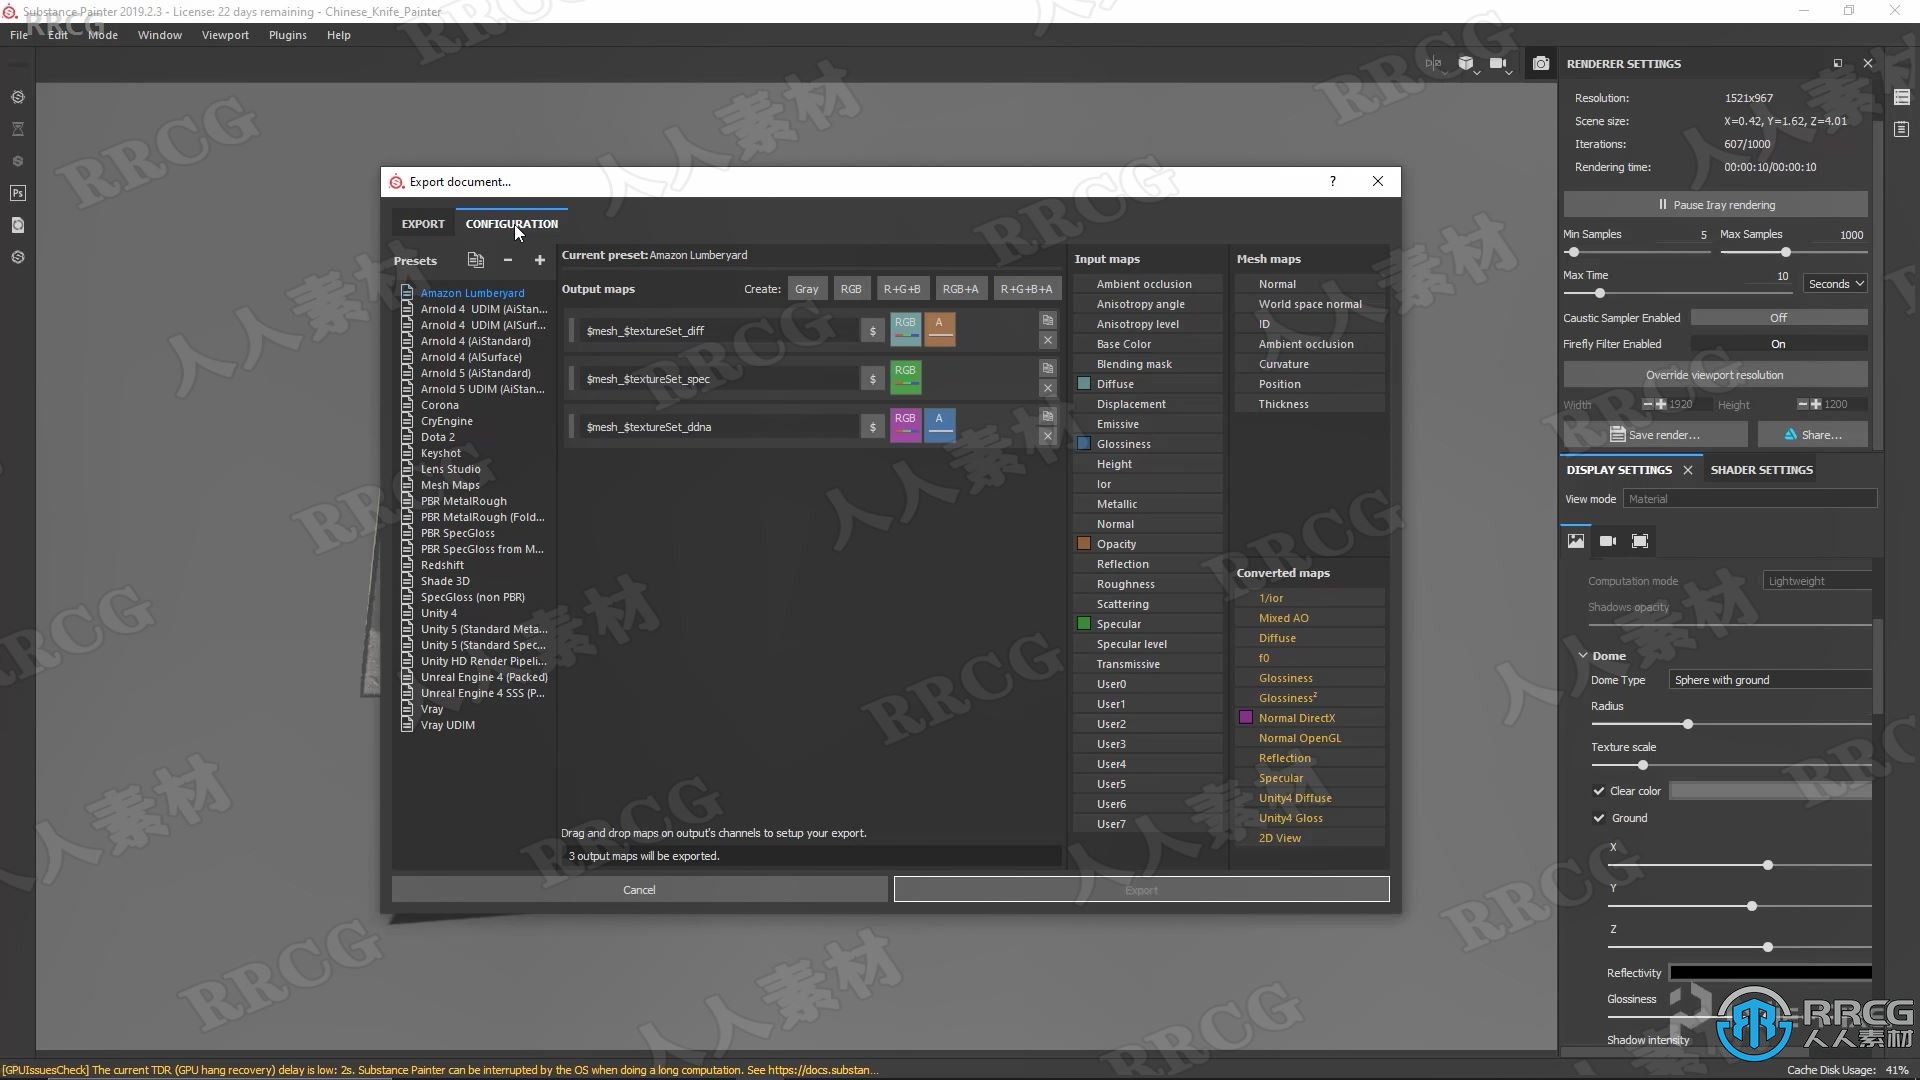 Substance Painter 2019.2.3 - License: 22 days remaining - Chinese_Knife_Painter
File Edit Mode Window Viewport Plugins Help
Export document...
EXPORT CONFIGURATION
Presets
Amazon Lumberyard
Arnold 4 UDIM (AiStan...
Arnold 4 UDIM (AlSurf...
Arnold 4 (AiStandard)
Arnold 4 (AlSurface)
Arnold 5 (AiStandard)
Arnold 5 UDIM (AiStan...
Corona
CryEngine
Dota 2
Keyshot
Lens Studio
Mesh Maps
PBR MetalRough
PBR MetalRough (Fold...
PBR SpecGloss
PBR SpecGloss from M...
Redshift
Shade 3D
SpecGloss (non PBR)
Unity 4
Unity 5 (Standard Meta...
Unity 5 (Standard Spec...
Unity HD Render Pipeli...
Unreal Engine 4 (Packed)
Unreal Engine 4 SSS (P...
Vray
Vray UDIM
Current preset: Amazon Lumberyard
Output maps Create: Gray RGB R+G+B RGB+A R+G+B+A
$mesh_$textureSet_diff $ RGB A
$mesh_$textureSet_spec $ RGB
$mesh_$textureSet_ddna $ RGB A
Drag and drop maps on output's channels to setup your export.
3 output maps will be exported.
Input maps
Ambient occlusion
Anisotropy angle
Anisotropy level
Base Color
Blending mask
Diffuse
Displacement
Emissive
Glossiness
Height
Ior
Metallic
Normal
Opacity
Reflection
Roughness
Scattering
Specular
Specular level
Transmissive
User0
User1
User2
User3
User4
User5
User6
User7
Mesh maps
Normal
World space normal
ID
Ambient occlusion
Curvature
Position
Thickness
Converted maps
1/ior
Mixed AO
Diffuse
f0
Glossiness
Glossiness²
Normal DirectX
Normal OpenGL
Reflection
Specular
Unity4 Diffuse
Unity4 Gloss
2D View
Cancel Export
RENDERER SETTINGS
Resolution: 1521x967
Scene size: X=0.42, Y=1.62, Z=4.01
Iterations: 607/1000
Rendering time: 00:00:10/00:00:10
Pause Iray rendering
Min Samples 5 Max Samples 1000
Max Time 10 Seconds
Caustic Sampler Enabled Off
Firefly Filter Enabled On
Override viewport resolution
Width 1920 Height 1200
Save render... Share...
DISPLAY SETTINGS SHADER SETTINGS
View mode Material
Computation mode Lightweight
Shadows opacity
Dome
Dome Type Sphere with ground
Radius
Texture scale
Clear color
Ground
X
Y
Z
Reflectivity
Glossiness
Shadow intensity
[GPUIssuesCheck] The current TDR (GPU hang recovery) delay is low: 2s. Substance Painter can be interrupted by the OS when doing a long computation. See https://docs.substan...
Cache Disk Usage: 41%
RRCG
人人素材